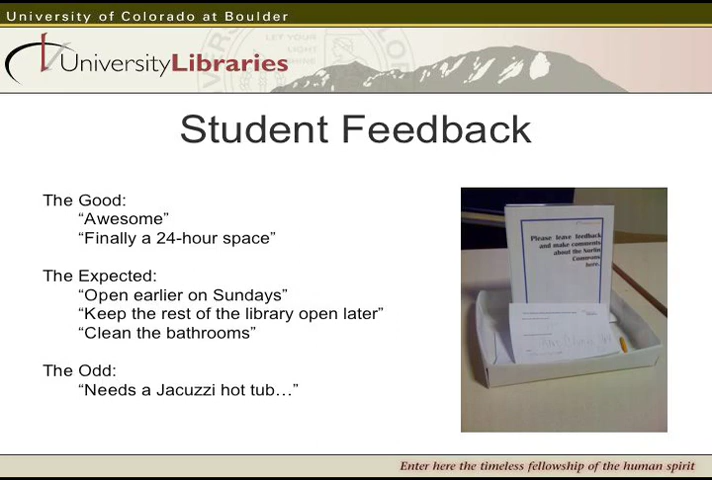 University of Colorado at Boulder
UniversityLibraries
Student Feedback
The Good:
“Awesome”
“Finally a 24-hour space”
The Expected:
“Open earlier on Sundays”
“Keep the rest of the library open later”
“Clean the bathrooms”
The Odd:
“Needs a Jacuzzi hot tub…”
Please leave feedback
and make comments
about the Norlin
Commons
here.
Enter here the timeless fellowship of the human spirit